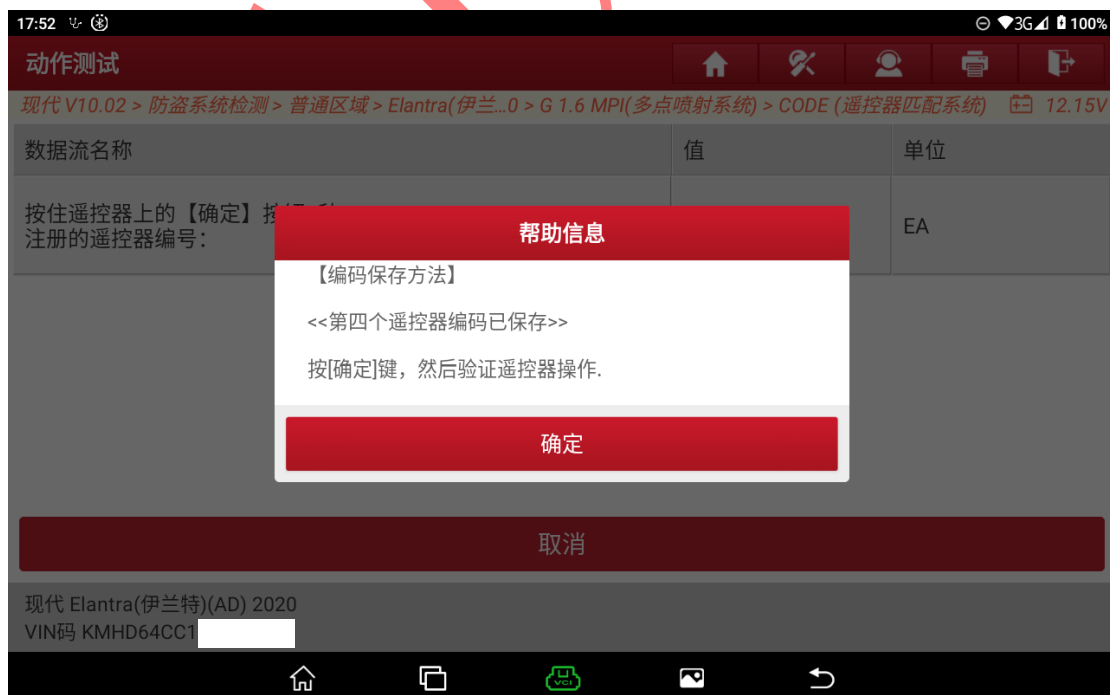 17:52 3G 100%
动作测试
现代 V10.02 > 防盗系统检测 > 普通区域 > Elantra(伊兰...0 > G 1.6 MPI(多点喷射系统) > CODE (遥控器匹配系统) 12.15V
数据流名称 值 单位
按住遥控器上的【确定】按
注册的遥控器编号： EA
帮助信息
【编码保存方法】
<<第四个遥控器编码已保存>>
按[确定]键，然后验证遥控器操作.
确定
取消
现代 Elantra(伊兰特)(AD) 2020
VIN码 KMHD64CC1
VCI